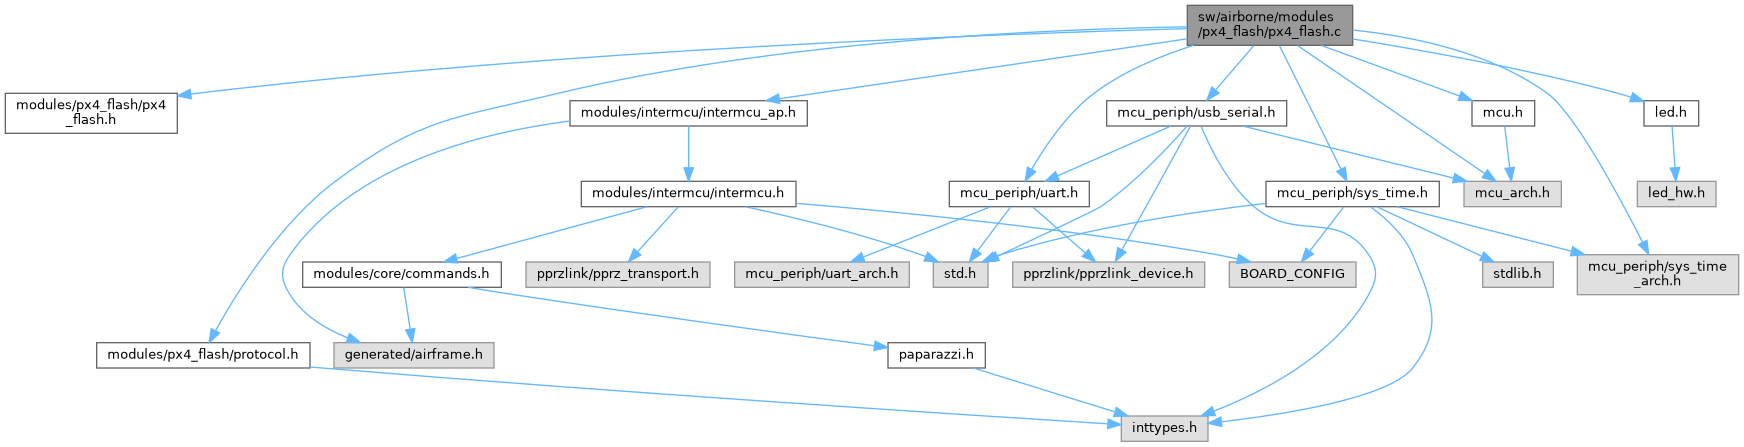 sw/airborne/modules
/px4_flash/px4_flash.c
modules/px4_flash/px4
_flash.h
modules/intermcu/intermcu_ap.h
mcu_periph/usb_serial.h
mcu.h
led.h
modules/intermcu/intermcu.h
mcu_periph/uart.h
mcu_periph/sys_time.h
mcu_arch.h
led_hw.h
modules/core/commands.h
pprzlink/pprz_transport.h
mcu_periph/uart_arch.h
std.h
pprzlink/pprzlink_device.h
BOARD_CONFIG
stdlib.h
mcu_periph/sys_time
_arch.h
modules/px4_flash/protocol.h
generated/airframe.h
paparazzi.h
inttypes.h